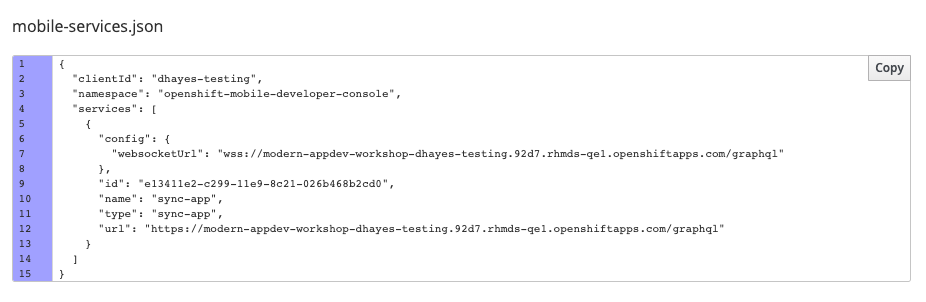 mobile-services.json
Copy
1 {
2 "clientId": "dhayes-testing",
3 "namespace": "openshift-mobile-developer-console",
4 "services": [
5 {
6 "config": {
7 "websocketUrl": "wss://modern-appdev-workshop-dhayes-testing.92d7.rhmds-qe1.openshiftapps.com/graphql"
8 },
9 "id": "e13411e2-c299-11e9-8c21-026b468b2cd0",
10 "name": "sync-app",
11 "type": "sync-app",
12 "url": "https://modern-appdev-workshop-dhayes-testing.92d7.rhmds-qe1.openshiftapps.com/graphql"
13 }
14 ]
15 }